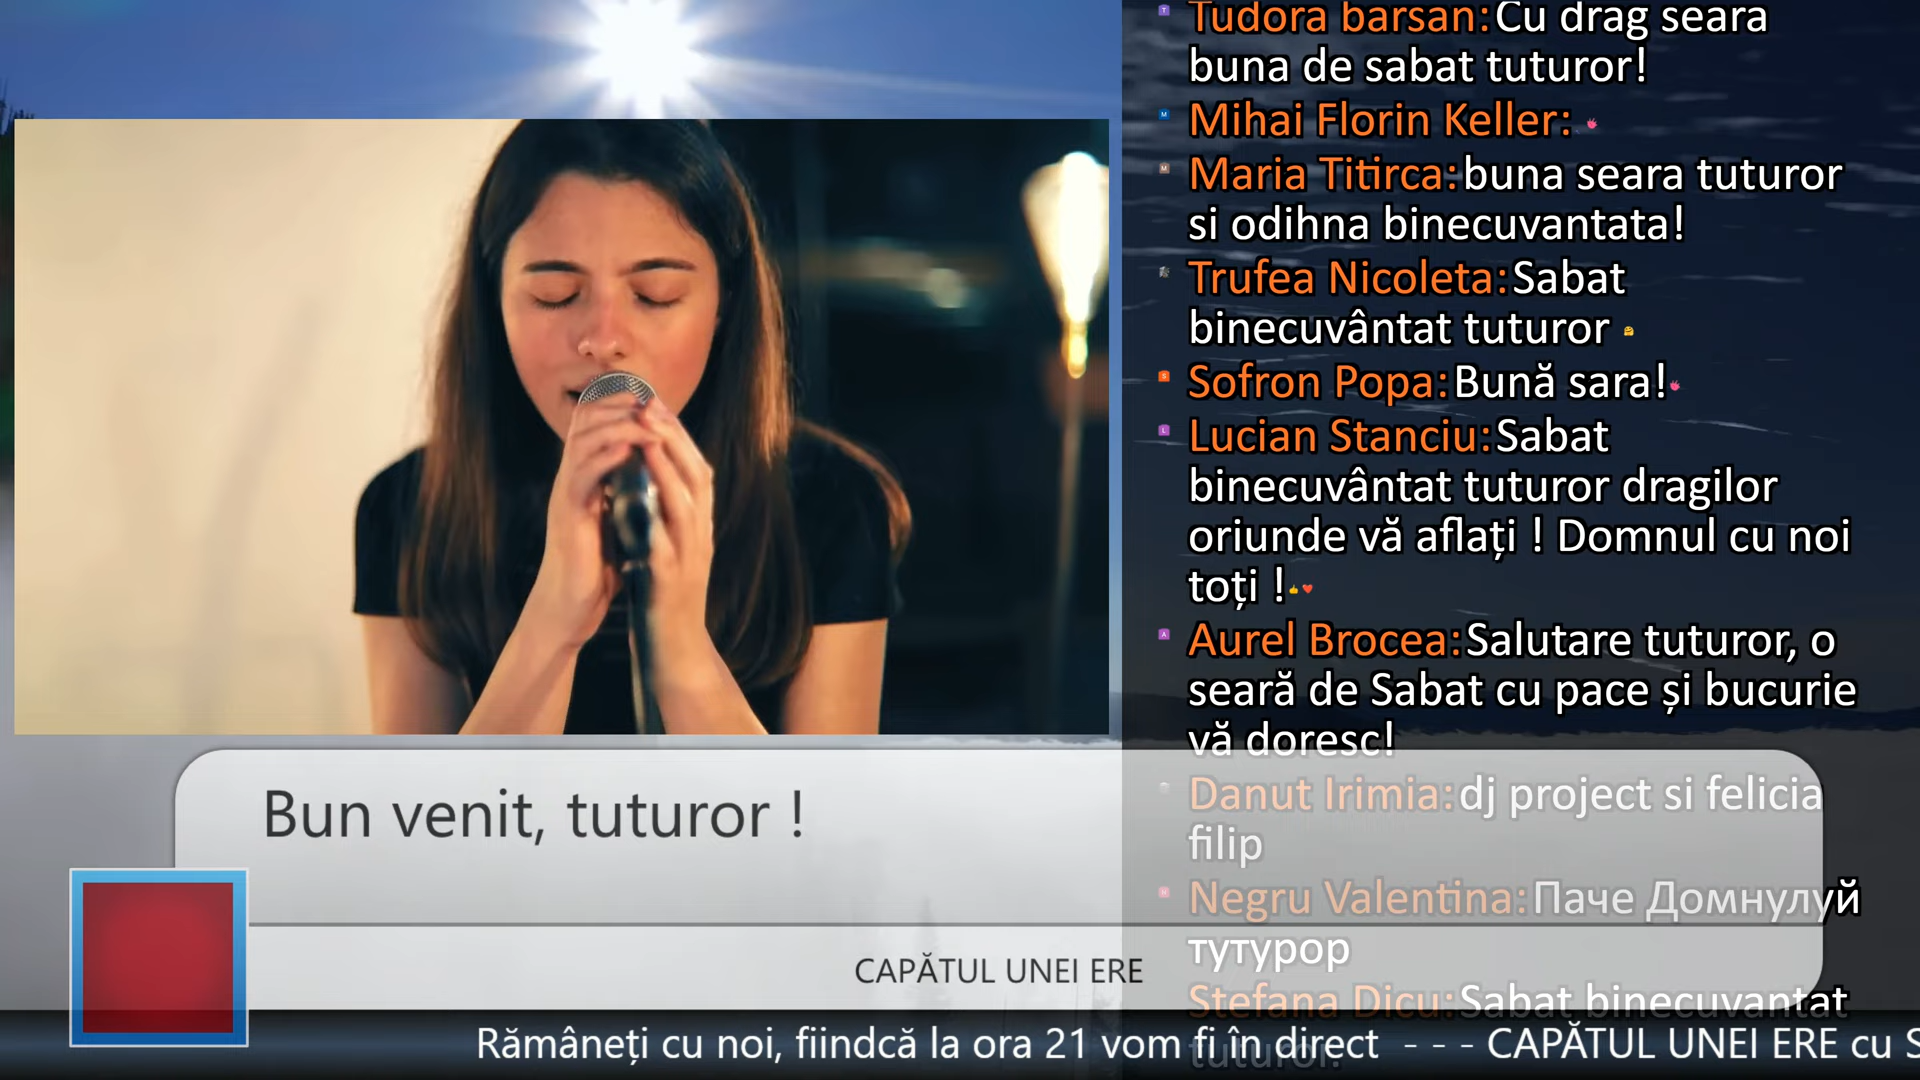 Tudora barsan: Cu drag seara
buna de sabat tuturor!
Mihai Florin Keller:
Maria Titirca: buna seara tuturor
si odihna binecuvantata!
Trufea Nicoleta: Sabat
binecuvântat tuturor
Sofron Popa: Bună sara!
Lucian Stanciu: Sabat
binecuvântat tuturor dragilor
oriunde vă aflați ! Domnul cu noi
toți !
Aurel Brocea: Salutare tuturor, o
seară de Sabat cu pace și bucurie
vă doresc!
Danut Irimia: dj project si felicia
filip
Negru Valentina: Паче Домнулуй
тутурор
Stefana Dicu: Sabat binecuvantat
tuturor.
Bun venit, tuturor !
CAPĂTUL UNEI ERE
Rămâneți cu noi, fiindcă la ora 21 vom fi în direct - - - CAPĂTUL UNEI ERE cu S